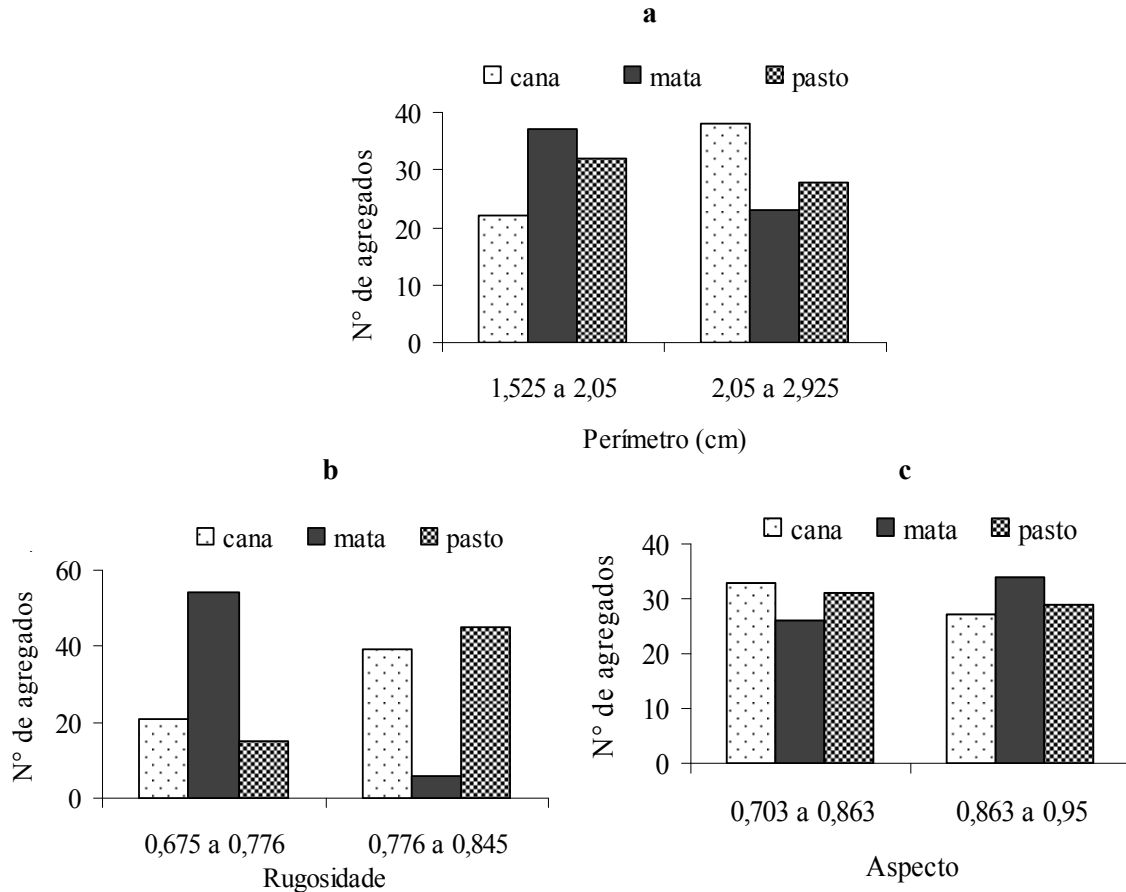 a
cana mata pasto
N° de agregados
40
30
20
10
0
1,525 a 2,05 2,05 a 2,925
Perímetro (cm)
b
cana mata pasto
N° de agregados
60
40
20
0
0,675 a 0,776 0,776 a 0,845
Rugosidade
c
cana mata pasto
N° de agregados
40
30
20
10
0
0,703 a 0,863 0,863 a 0,95
Aspecto